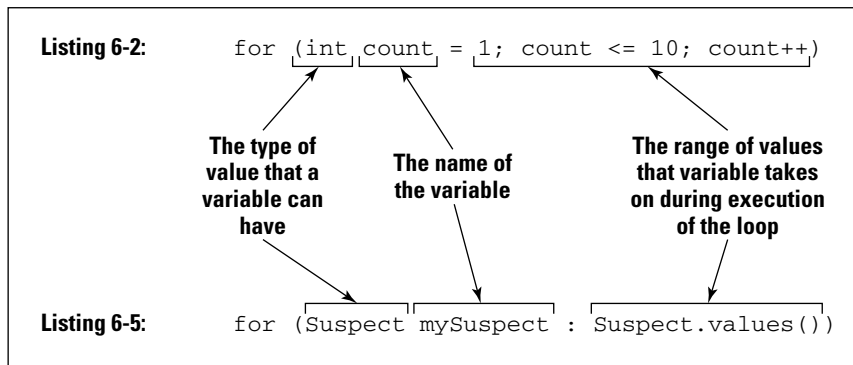 Listing 6-2: for (int count = 1; count <= 10; count++)
The type of
value that a
variable can
have
The name of
the variable
The range of values
that variable takes
on during execution
of the loop
Listing 6-5: for (Suspect mySuspect : Suspect.values())